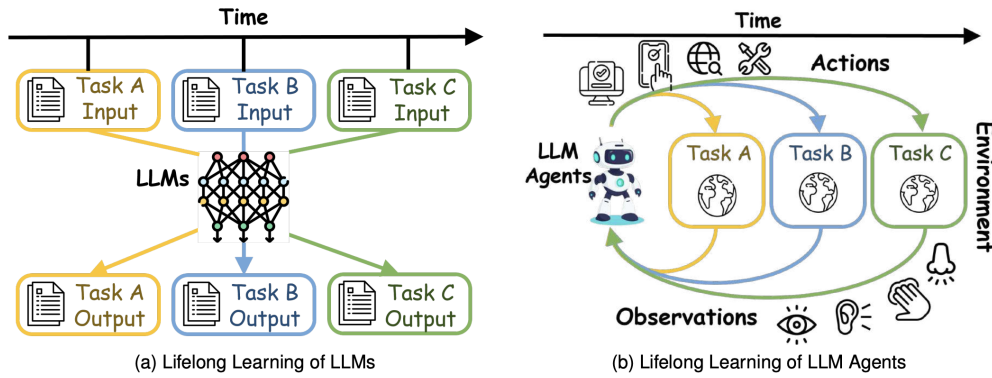 Time
Task A
Input
Task B
Input
Task C
Input
LLMs
Task A
Output
Task B
Output
Task C
Output
(a) Lifelong Learning of LLMs
Time
Actions
Environment
LLM
Agents
Task A
Task B
Task C
Observations
(b) Lifelong Learning of LLM Agents